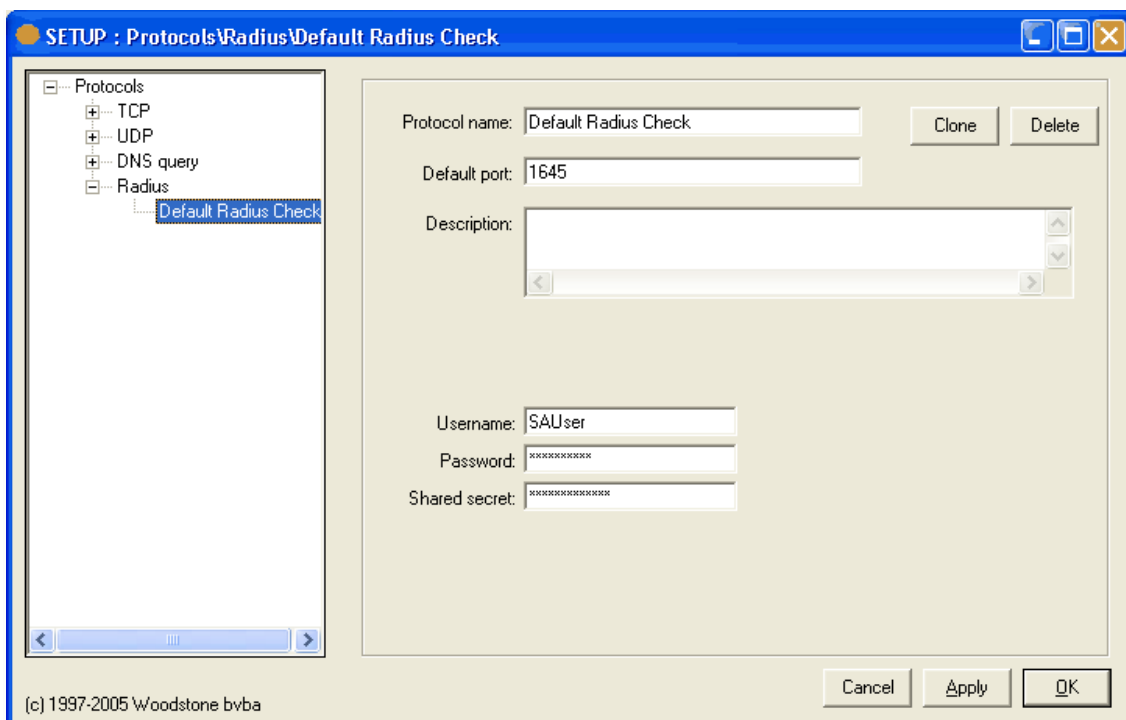 SETUP : Protocols\Radius\Default Radius Check
Protocols
TCP
UDP
DNS query
Radius
Default Radius Check
Protocol name: Default Radius Check
Clone
Delete
Default port: 1645
Description:
Username: SAUser
Password: **********
Shared secret: *************
Cancel
Apply
OK
(c) 1997-2005 Woodstone bvba